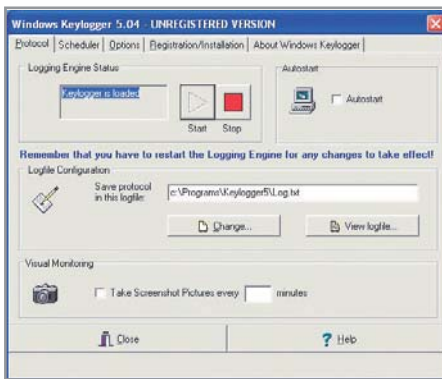 Windows Keylogger 5.04 - UNREGISTERED VERSION
Protocol Scheduler Options Registration/Installation About Windows Keylogger
Logging Engine Status
Keylogger is loaded
Start Stop
Autostart
Autostart
Remember that you have to restart the Logging Engine for any changes to take effect!
Logfile Configuration
Save protocol
in this logfile:
c:\Programs\Keylogger5\Log.txt
Change...
View logfile...
Visual Monitoring
Take Screenshot Pictures every minutes
Close
? Help